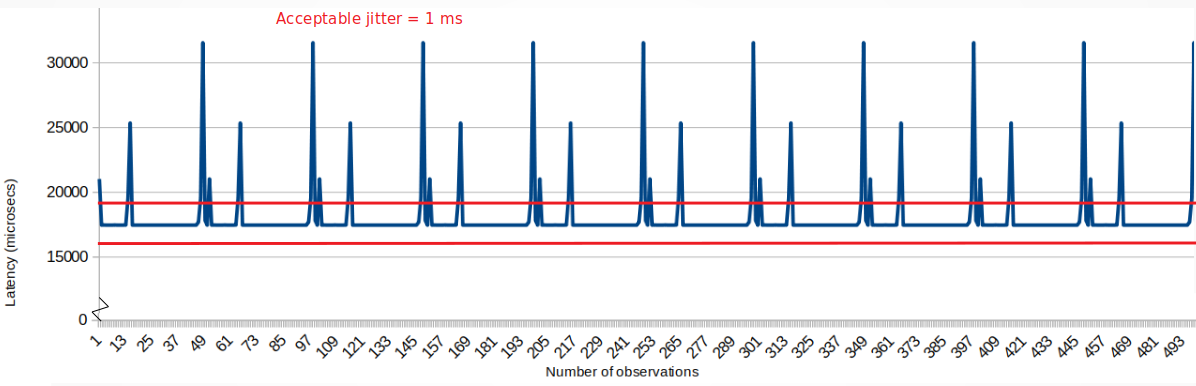 Acceptable jitter = 1 ms
30000
25000
20000
15000
0
Latency (microsecs)
1 13 25 37 49 61 73 85 97 109 121 133 145 157 169 181 193 205 217 229 241 253 265 277 289 301 313 325 337 349 361 373 385 397 409 421 433 445 457 469 481 493
Number of observations